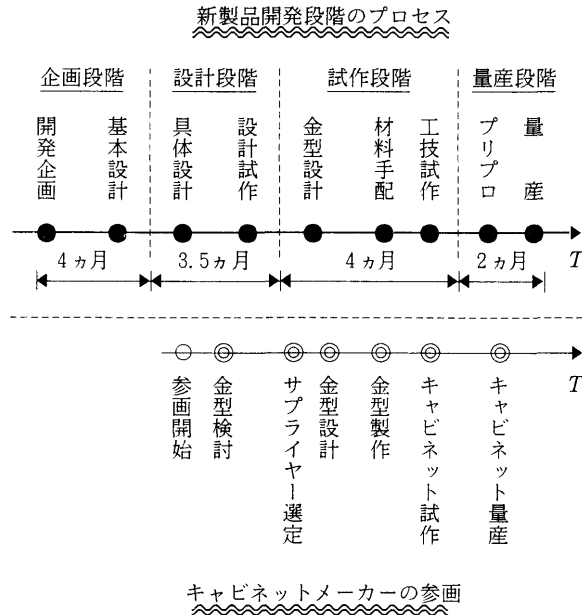 新製品開発段階のプロセス
企画段階
設計段階
試作段階
量産段階
開発企画
基本設計
具体設計
設計試作
金型設計
材料手配
工技試作
プリプロ
量産
4ヵ月
3.5ヵ月
4ヵ月
2ヵ月
T
T
参画開始
金型検討
サプライヤー選定
金型設計
金型製作
キャビネット試作
キャビネット量産
キャビネットメーカーの参画